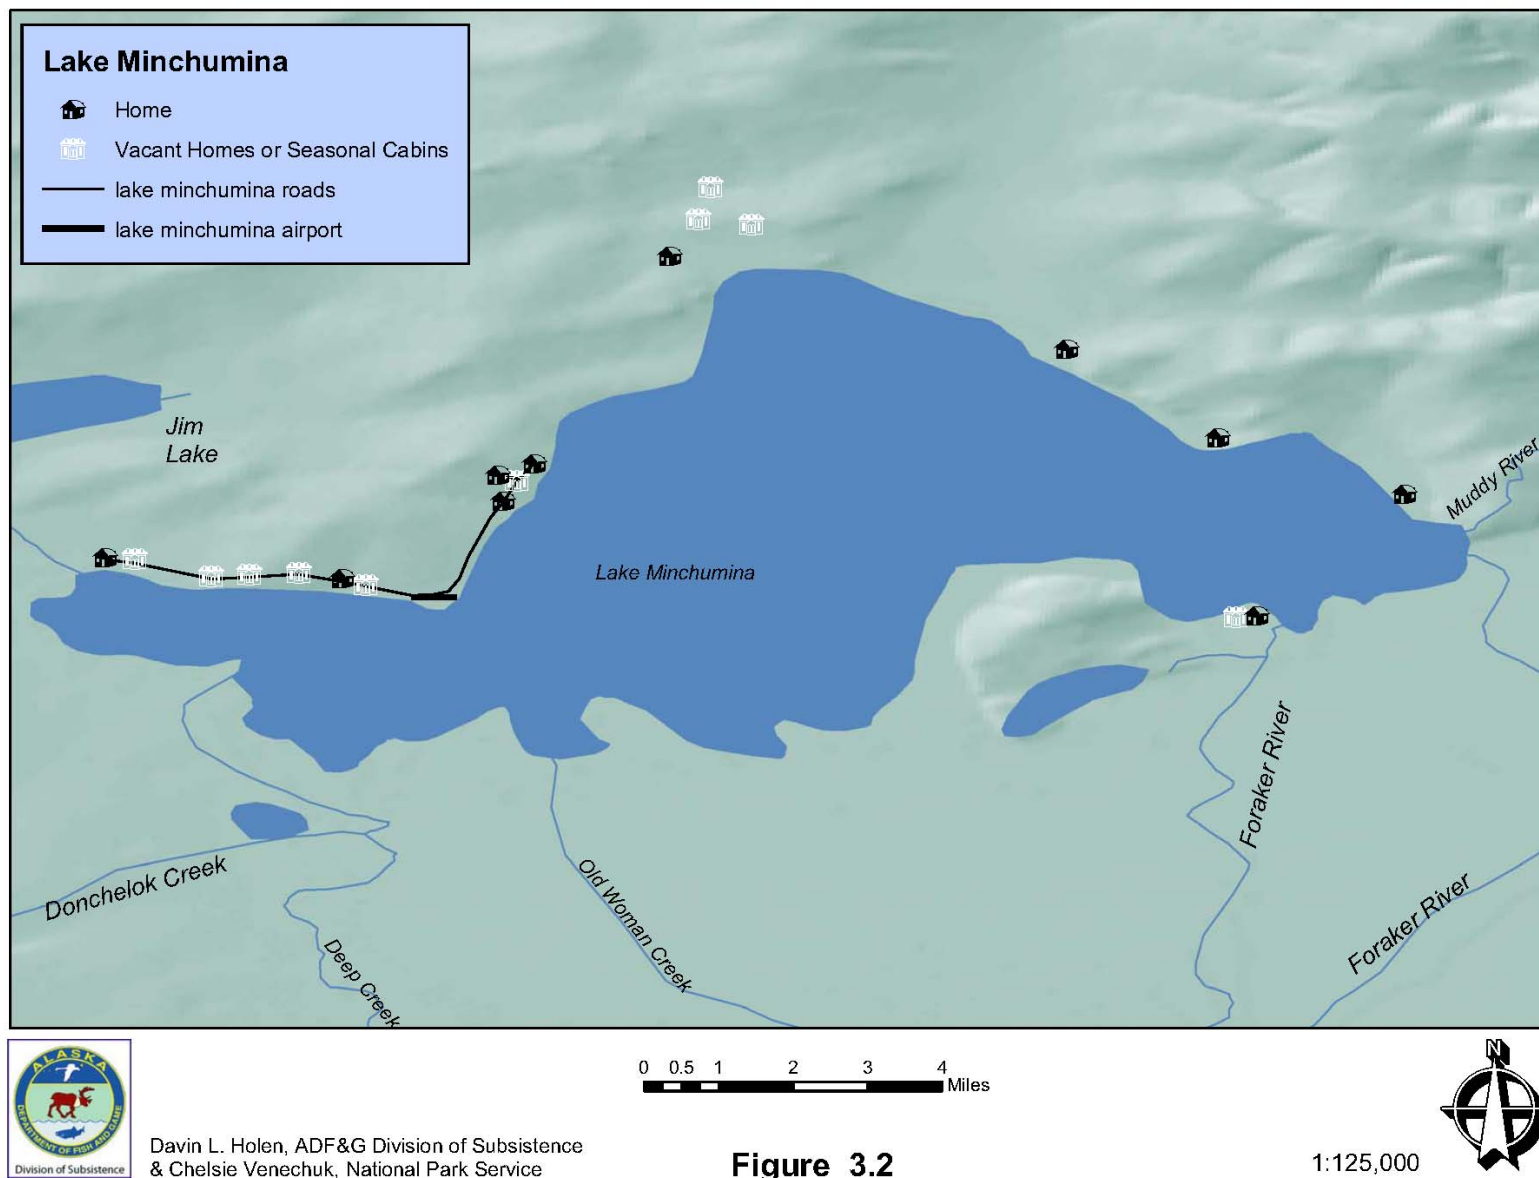 Lake Minchumina
Home
Vacant Homes or Seasonal Cabins
lake minchumina roads
lake minchumina airport
Jim
Lake
Muddy River
Lake Minchumina
Foraker River
Donchelok Creek
Old Woman Creek
Foraker River
Deep Creek
0 0.5 1 2 3 4
Miles
N
ALASKA
DEPARTMENT OF FISH AND GAME
Division of Subsistence
Davin L. Holen, ADF&G Division of Subsistence
& Chelsie Venechuk, National Park Service
Figure 3.2
1:125,000